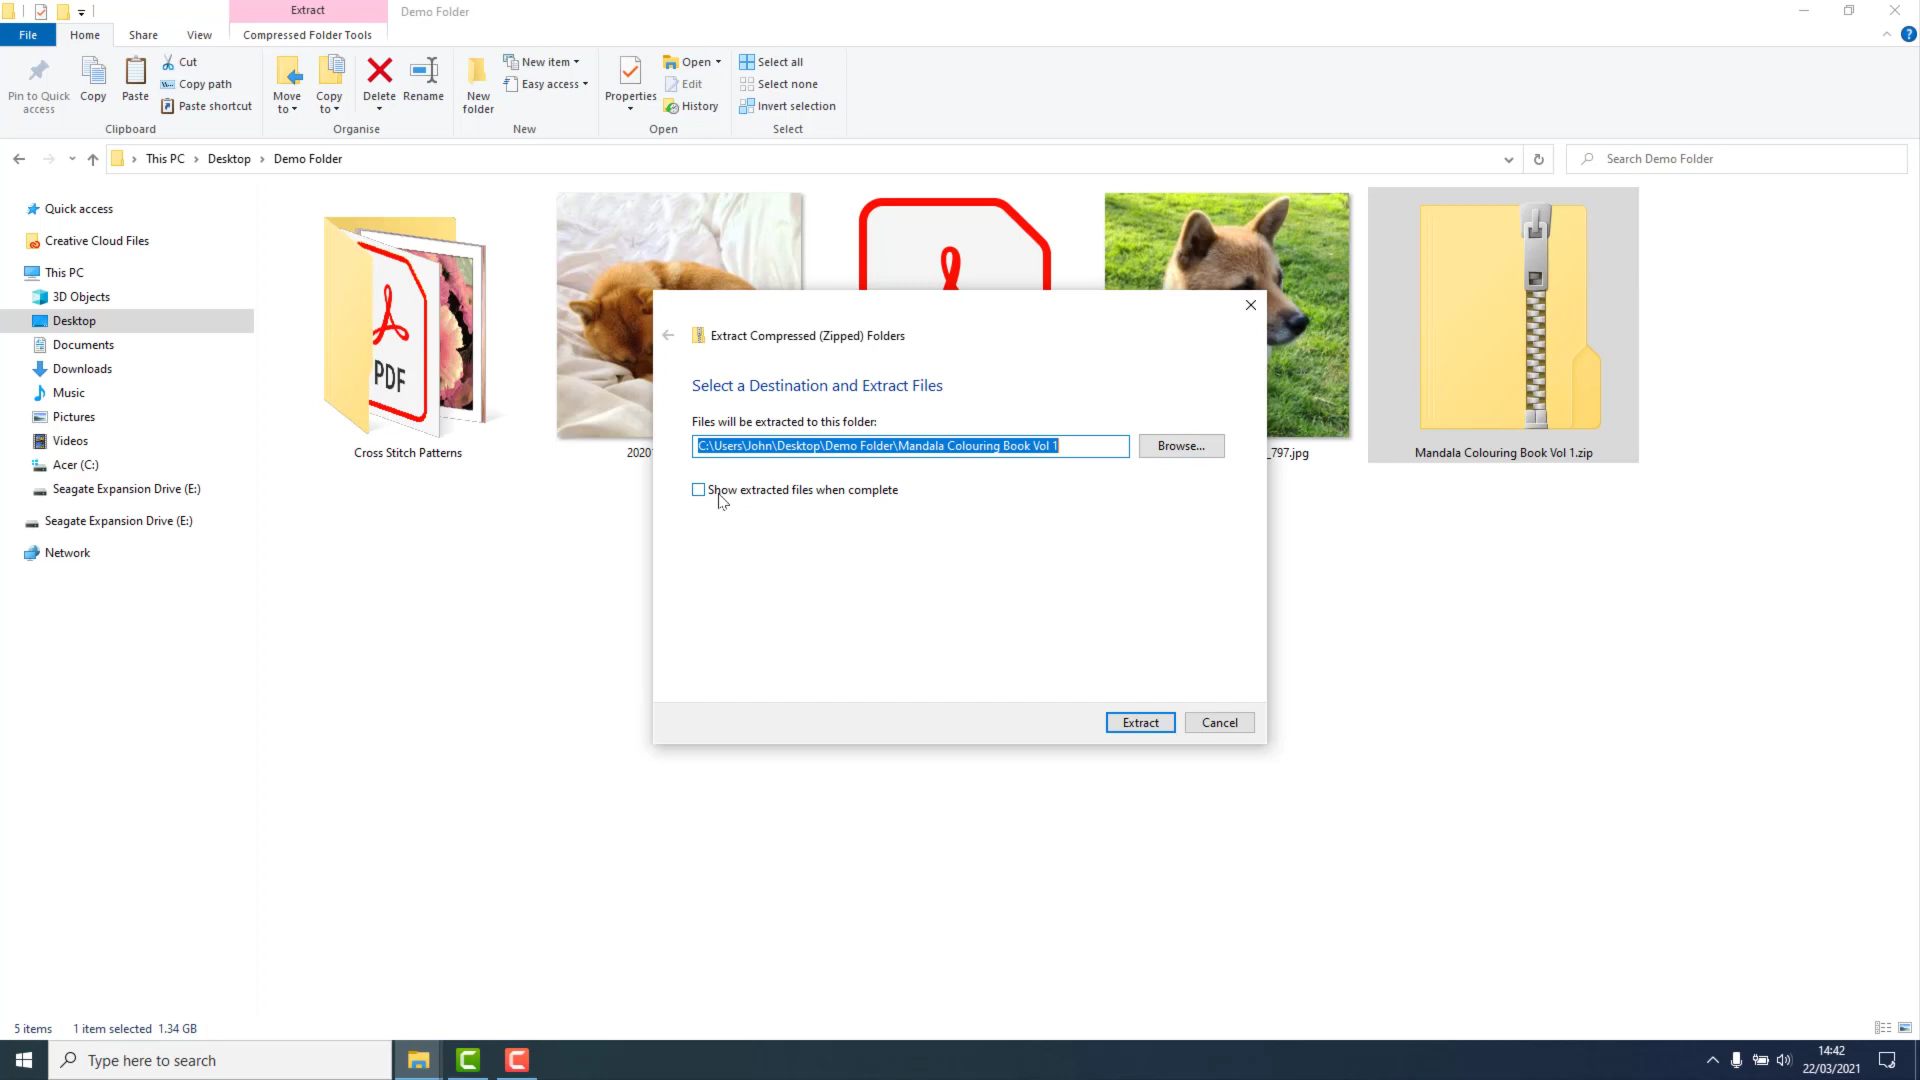 Extract
Demo Folder
File
Home
Share
View
Compressed Folder Tools
Pin to Quick access
Copy
Paste
Cut
Copy path
Paste shortcut
Clipboard
Move to
Copy to
Delete
Rename
Organise
New folder
New item
Easy access
New
Properties
Open
Edit
History
Open
Select all
Select none
Invert selection
Select
This PC > Desktop > Demo Folder
Search Demo Folder
Quick access
Creative Cloud Files
This PC
3D Objects
Desktop
Documents
Downloads
Music
Pictures
Videos
Acer (C:)
Seagate Expansion Drive (E:)
Seagate Expansion Drive (E:)
Network
PDF
Cross Stitch Patterns
2020
_797.jpg
Mandala Colouring Book Vol 1.zip
Extract Compressed (Zipped) Folders
Select a Destination and Extract Files
Files will be extracted to this folder:
C:\Users\John\Desktop\Demo Folder\Mandala Colouring Book Vol 1
Browse...
Show extracted files when complete
Extract
Cancel
5 items
1 item selected 1.34 GB
Type here to search
14:42
22/03/2021